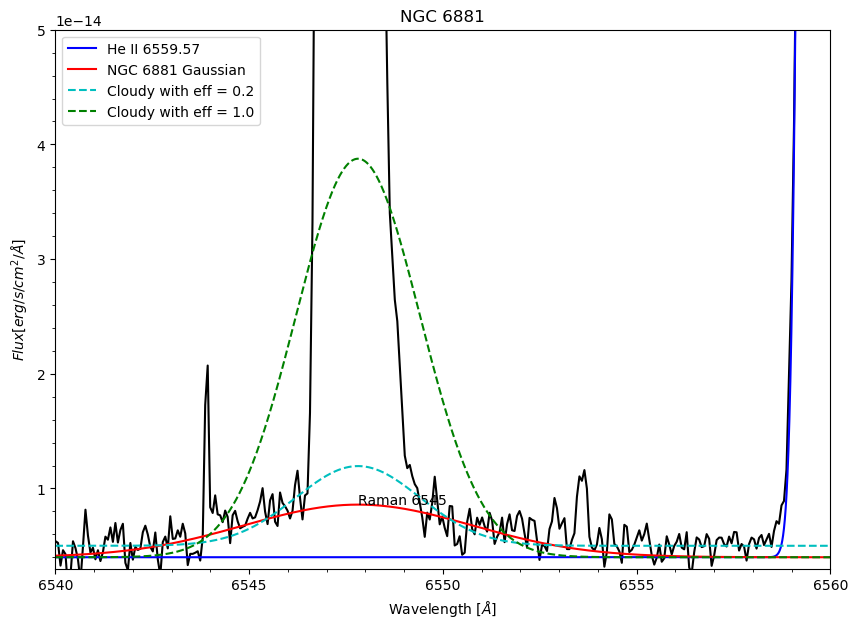 NGC 6881
1e−14
He II 6559.57
NGC 6881 Gaussian
Cloudy with eff = 0.2
Cloudy with eff = 1.0
5
4
3
2
1
Flux[erg/s/cm²/Å]
Raman 6545
6540 6545 6550 6555 6560
Wavelength [Å]